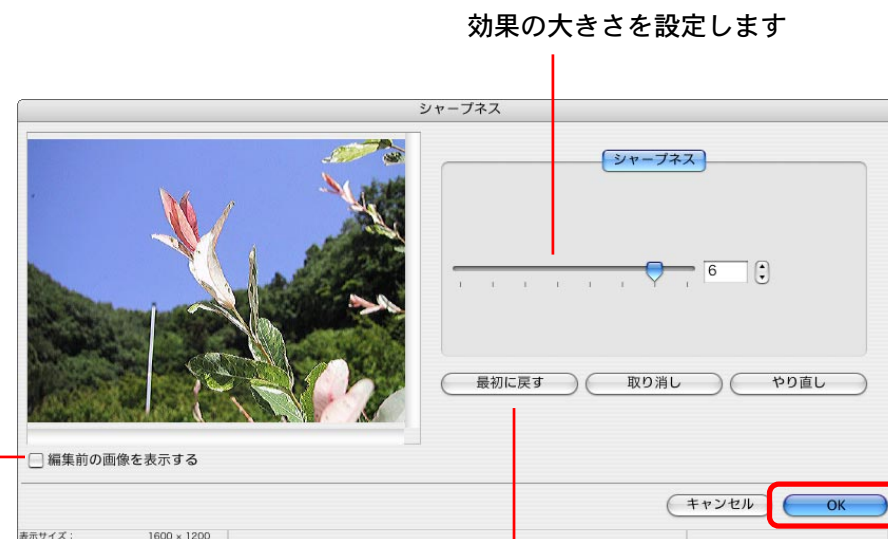 効果の大きさを設定します
シャープネス
シャープネス
6
最初に戻す 取り消し やり直し
編集前の画像を表示する
キャンセル OK
表示サイズ： 1600 × 1200